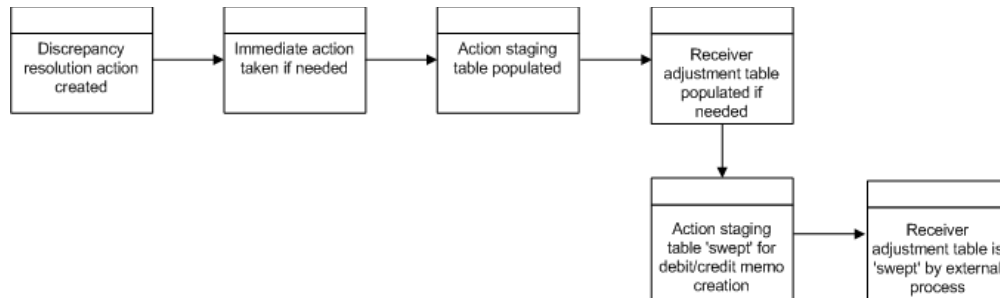 Discrepancy
resolution action
created
Immediate action
taken if needed
Action staging
table populated
Receiver
adjustment table
populated if
needed
Action staging
table 'swept' for
debit/credit memo
creation
Receiver
adjustment table is
'swept' by external
process